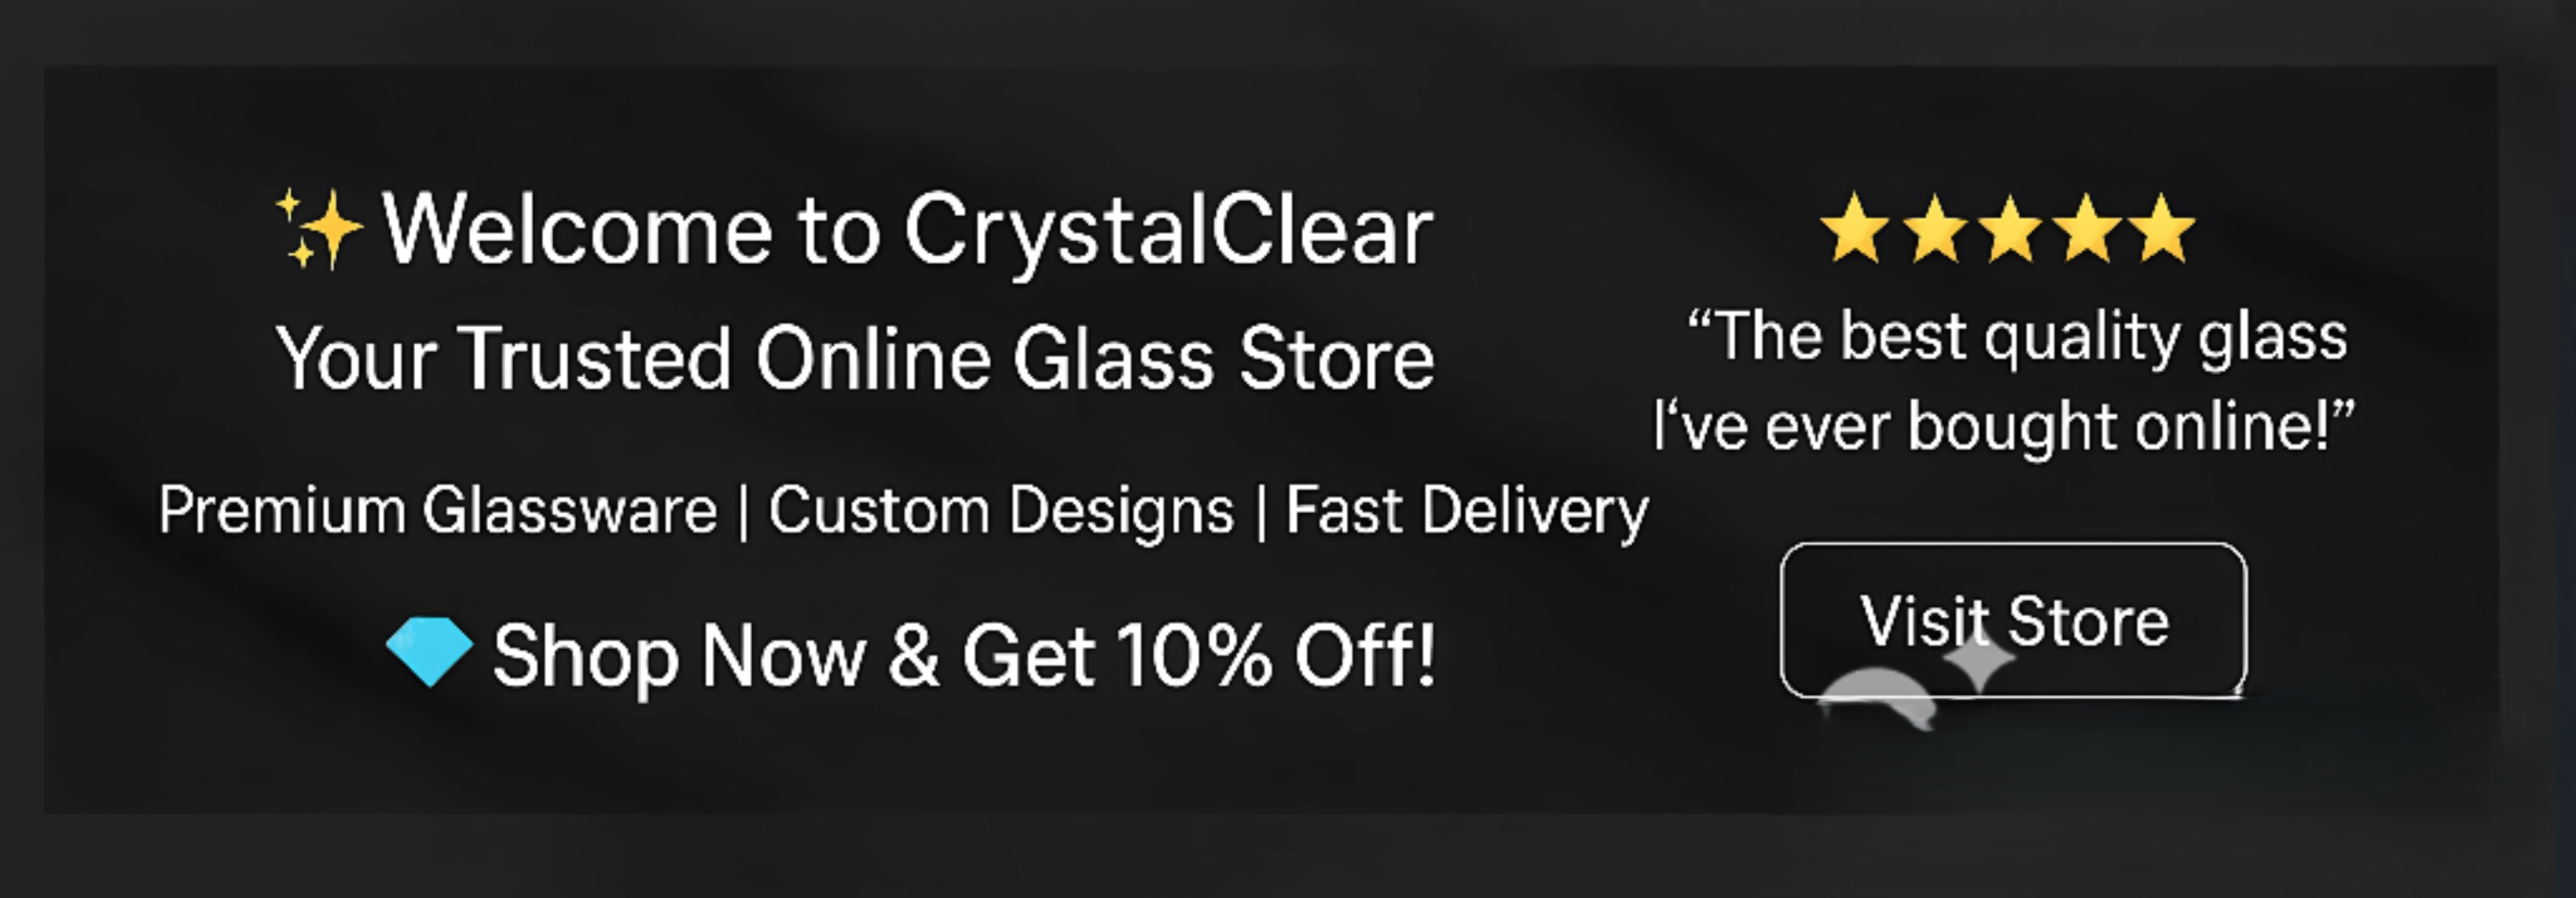 ✨ Welcome to CrystalClear
Your Trusted Online Glass Store
Premium Glassware | Custom Designs | Fast Delivery
💎 Shop Now & Get 10% Off!
⭐⭐⭐⭐⭐
“The best quality glass
I‘ve ever bought online!”
Visit Store